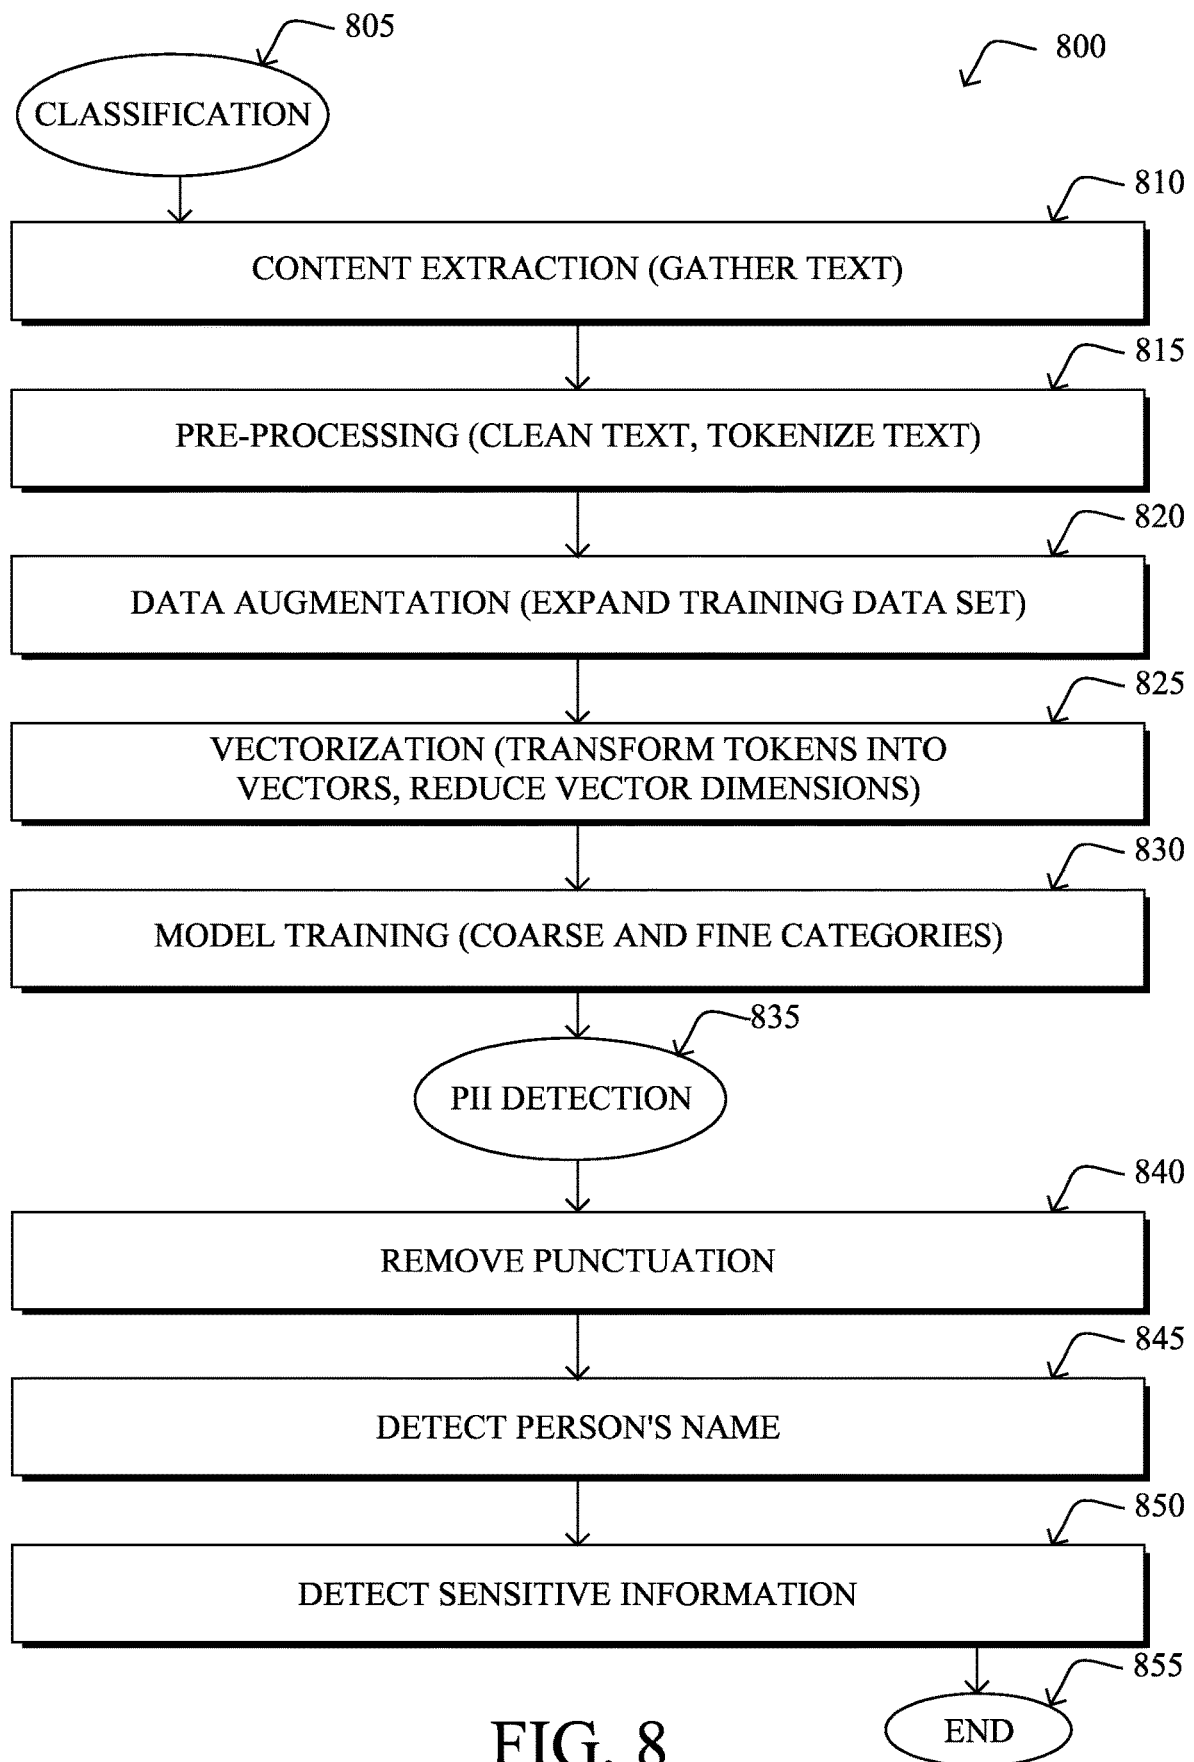 805
800
CLASSIFICATION
810
CONTENT EXTRACTION (GATHER TEXT)
815
PRE-PROCESSING (CLEAN TEXT, TOKENIZE TEXT)
820
DATA AUGMENTATION (EXPAND TRAINING DATA SET)
825
VECTORIZATION (TRANSFORM TOKENS INTO
VECTORS, REDUCE VECTOR DIMENSIONS)
830
MODEL TRAINING (COARSE AND FINE CATEGORIES)
835
PII DETECTION
840
REMOVE PUNCTUATION
845
DETECT PERSON'S NAME
850
DETECT SENSITIVE INFORMATION
855
END
FIG. 8